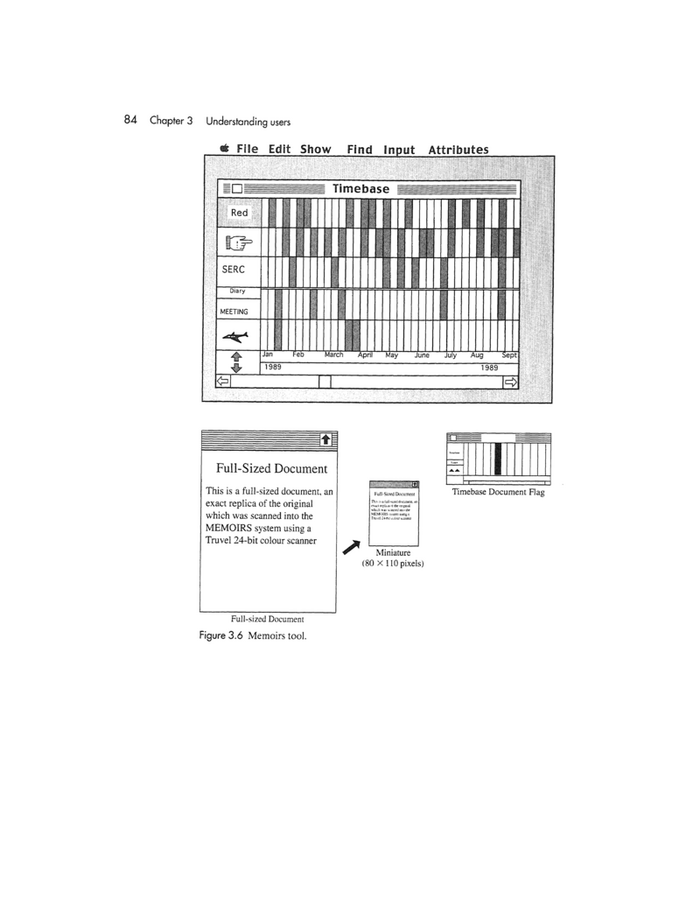 84 Chapter 3 Understanding users
File Edit Show Find Input Attributes
Timebase
Red
SERC
Diary
MEETING
Jan Feb March April May June July Aug Sept
1989 1989
Full-Sized Document
This is a full-sized document, an
exact replica of the original
which was scanned into the
MEMOIRS system using a
Truvel 24-bit colour scanner
Full-sized Document
Full-Sized Document
Miniature
(80 × 110 pixels)
Timebase Document Flag
Figure 3.6 Memoirs tool.